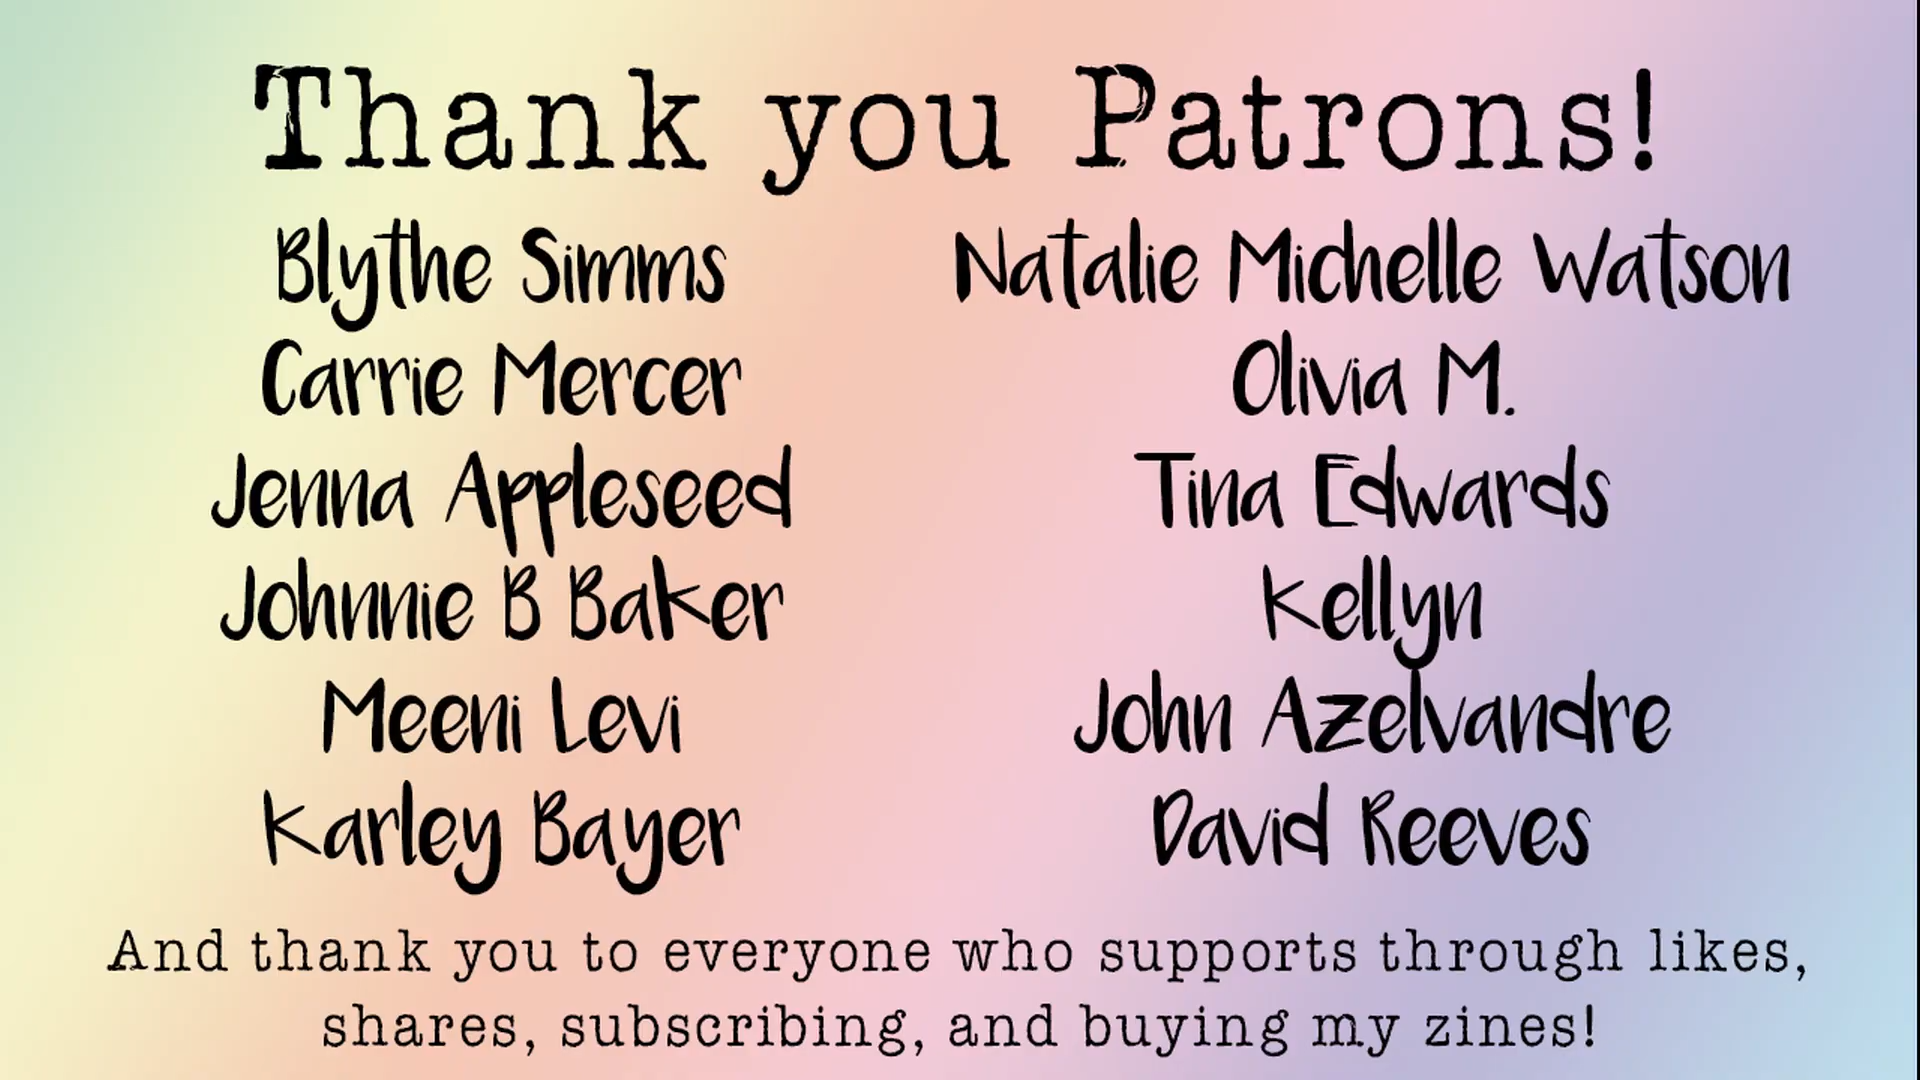 Thank you Patrons!
Blythe Simms
Carrie Mercer
Jenna Appleseed
Johnnie B Baker
Meeni Levi
Karley Bayer
Natalie Michelle Watson
Olivia M.
Tina Edwards
Kellyn
John Azelvandre
David Reeves
And thank you to everyone who supports through likes,
shares, subscribing, and buying my zines!